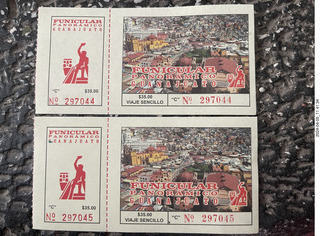 FUNICULAR
PANORAMICO
GUANAJUATO
"C" $35.00
Nº 297044
FUNICULAR
PANORAMICO
GUANAJUATO
$35.00
VIAJE SENCILLO
"C" Nº 297044
FUNICULAR
PANORAMICO
GUANAJUATO
"C" $35.00
Nº 297045
FUNICULAR
PANORAMICO
GUANAJUATO
$35.00
VIAJE SENCILLO
"C" Nº 297045